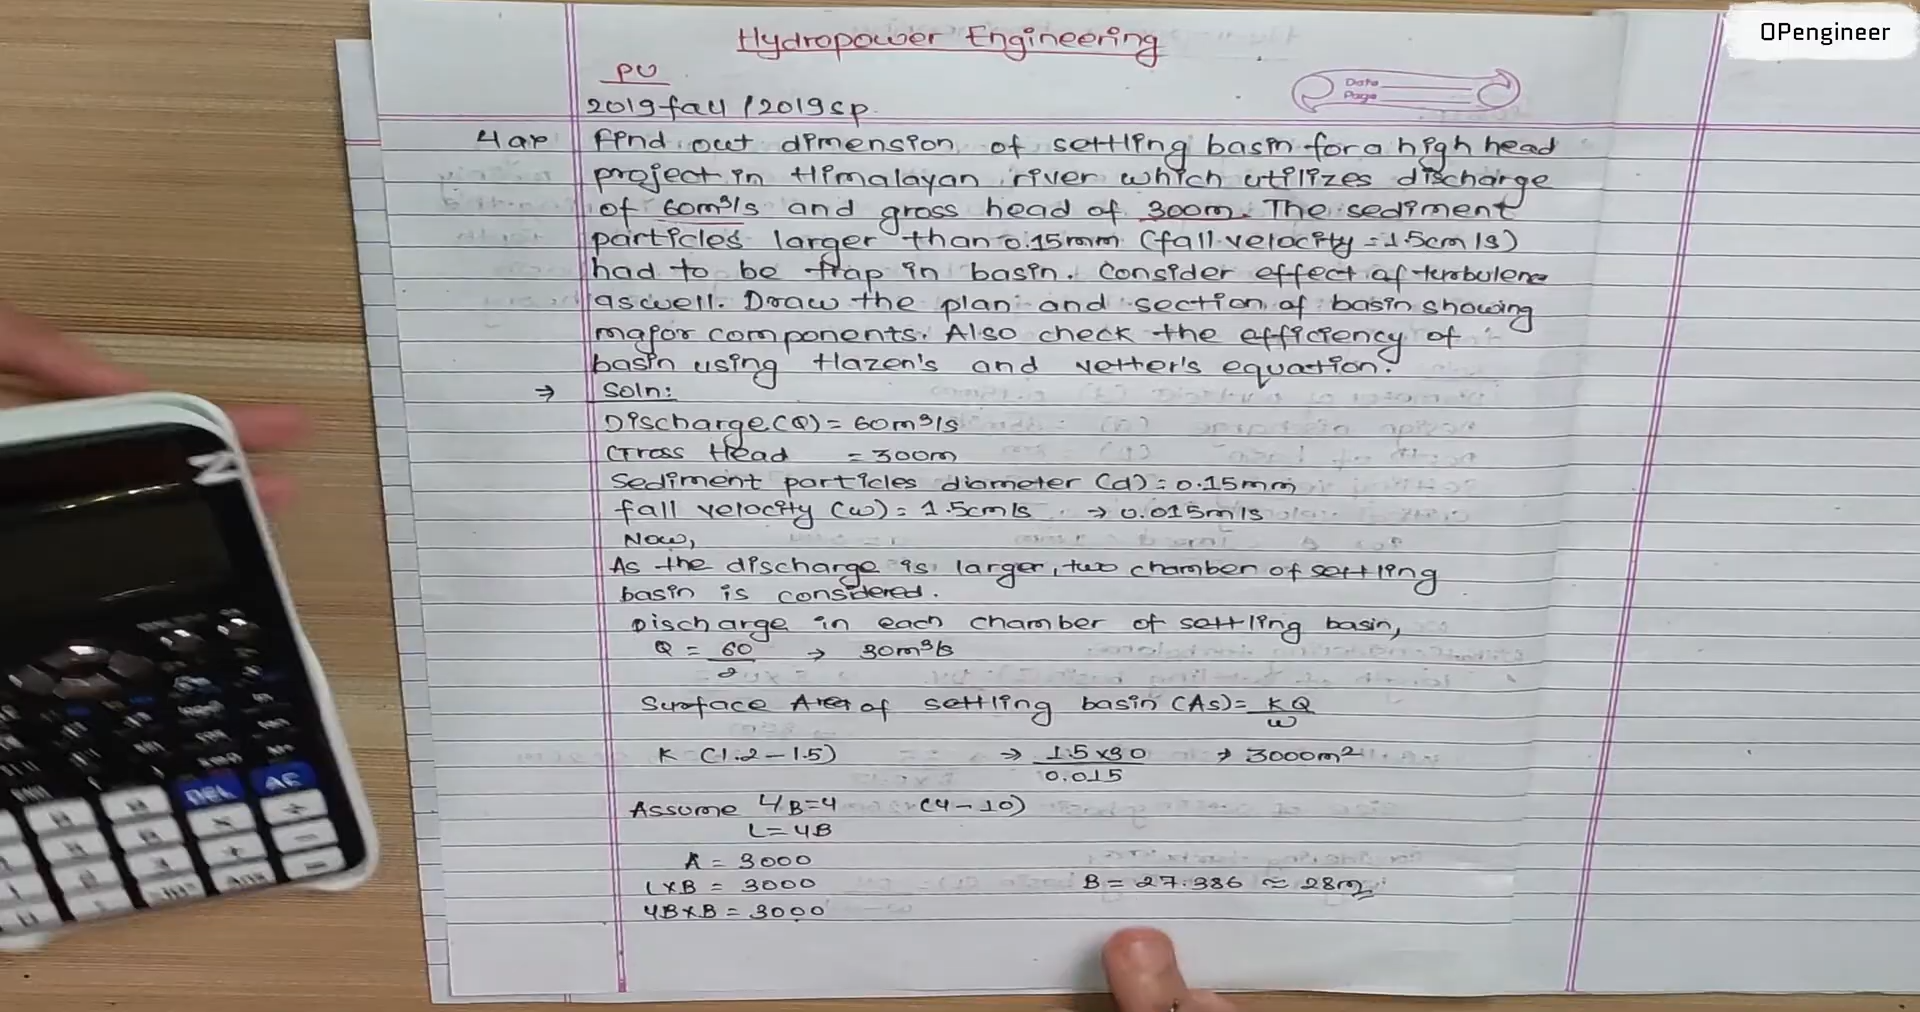 OPengineer
Hydropower Engineering
PU
Date
Page
2019 fall / 2019 sp.
4 a) Find out dimension of settling basin for a high head
project in Himalayan river which utilizes discharge
of 60m³/s and gross head of 300m. The sediment
particles larger than 0.15mm (fall velocity = 1.5cm/s)
had to be trap in basin. Consider effect of turbulence
as well. Draw the plan and section of basin showing
major components. Also check the efficiency of
basin using Hazen's and vetter's equation.
→ Soln:
Discharge (Q) = 60m³/s
Gross Head = 300m
Sediment particles diameter (d) = 0.15mm
fall velocity (w) = 1.5cm/s → 0.015m/s
Now,
As the discharge is larger, two chamber of settling
basin is considered.
Discharge in each chamber of settling basin,
Q = 60/2 → 30m³/s
Surface Area of settling basin (As) = KQ/w
K (1.2-1.5) → 1.5×30/0.015 → 3000m²
Assume L/B = 4 (4-10)
L = 4B
A = 3000
L×B = 3000 B = 27.386 ≈ 28m
4B×B = 3000
DEL AC